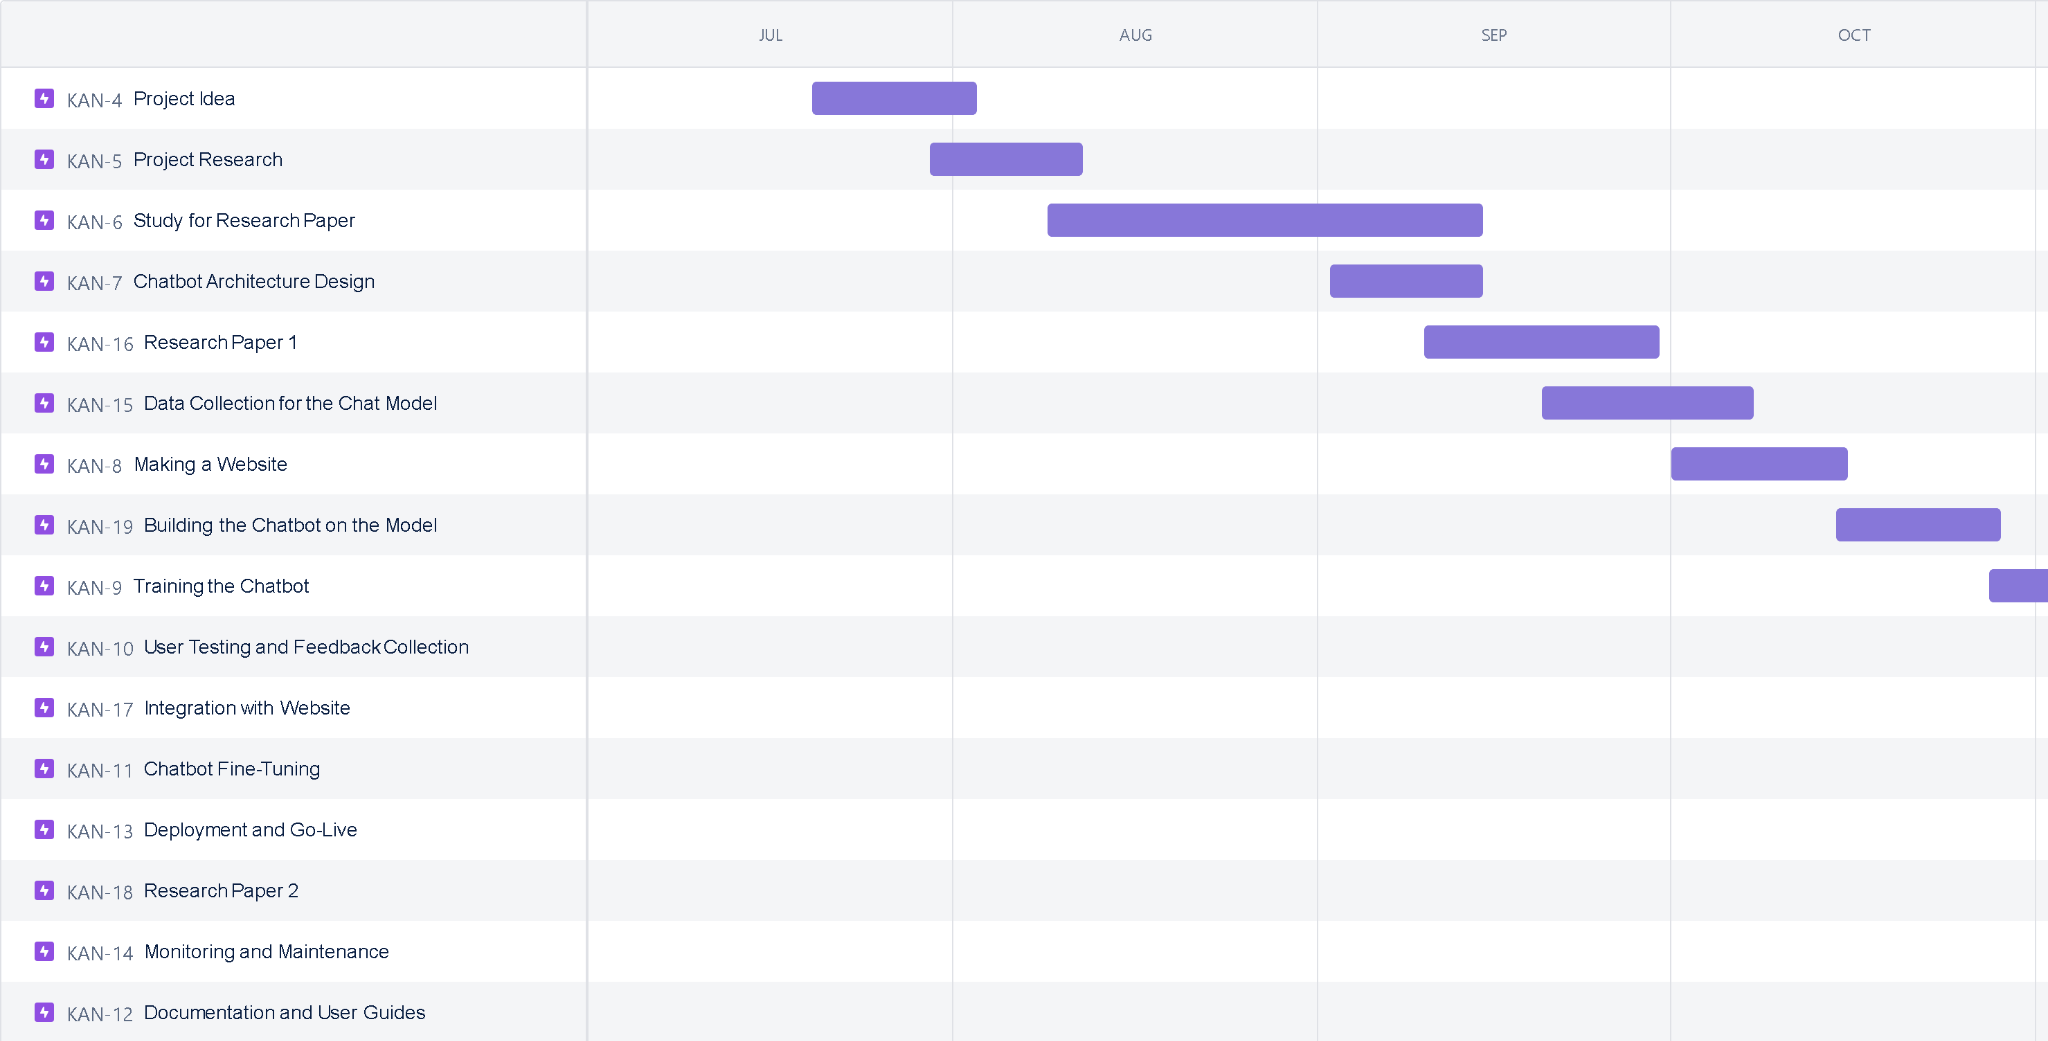 JUL AUG SEP OCT
KAN-4 Project Idea
KAN-5 Project Research
KAN-6 Study for Research Paper
KAN-7 Chatbot Architecture Design
KAN-16 Research Paper 1
KAN-15 Data Collection for the Chat Model
KAN-8 Making a Website
KAN-19 Building the Chatbot on the Model
KAN-9 Training the Chatbot
KAN-10 User Testing and Feedback Collection
KAN-17 Integration with Website
KAN-11 Chatbot Fine-Tuning
KAN-13 Deployment and Go-Live
KAN-18 Research Paper 2
KAN-14 Monitoring and Maintenance
KAN-12 Documentation and User Guides